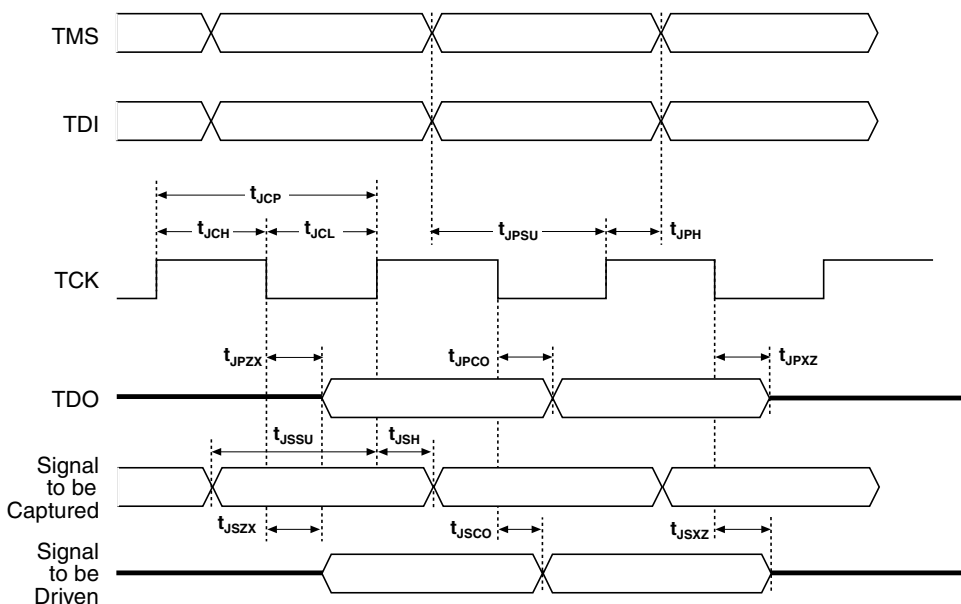 TMS
TDI
tJCP
tJCH
tJCL
tJPSU
tJPH
TCK
tJPZX
tJPCO
tJPXZ
TDO
tJSSU
tJSH
Signal
to be
Captured
tJSZX
tJSCO
tJSXZ
Signal
to be
Driven